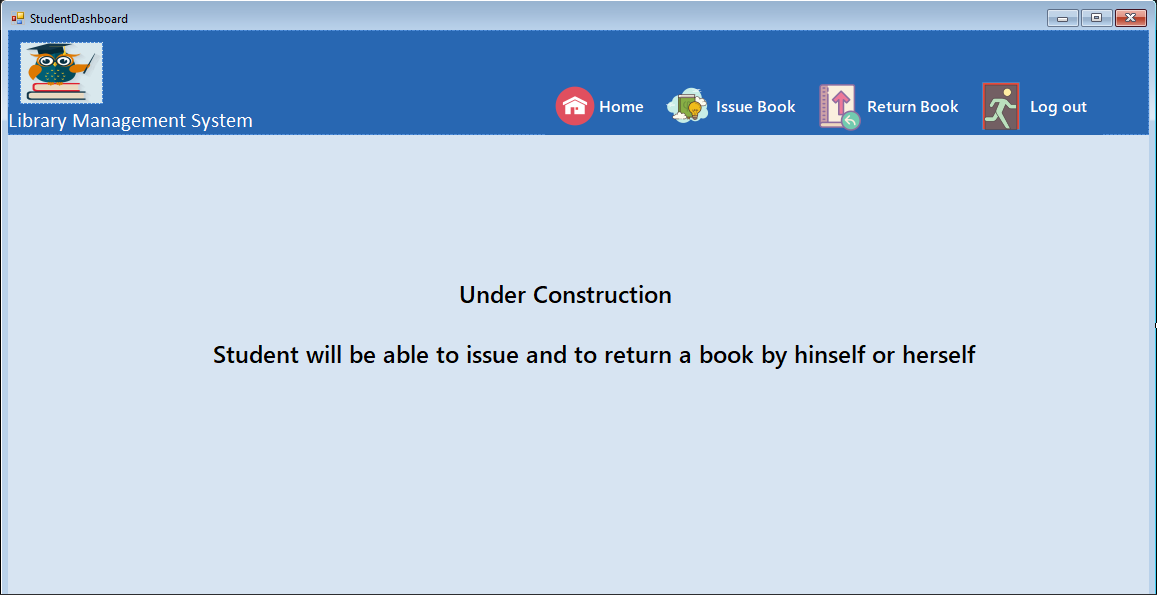 StudentDashboard
Home
Issue Book
Return Book
Log out
Library Management System
Under Construction
Student will be able to issue and to return a book by hinself or herself